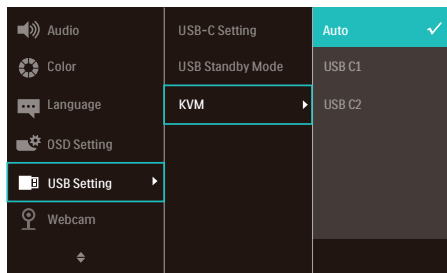 Audio
Color
Language
OSD Setting
USB Setting
Webcam
USB-C Setting
USB Standby Mode
KVM
Auto
USB C1
USB C2